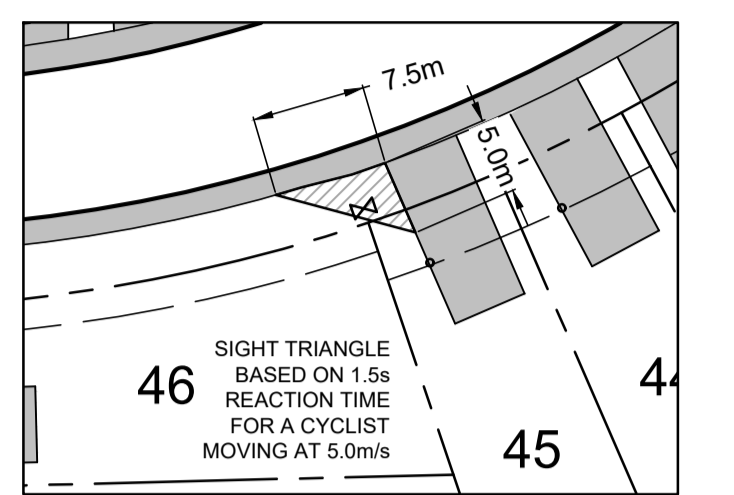 7.5m
5.0m
SIGHT TRIANGLE
BASED ON 1.5s
REACTION TIME
FOR A CYCLIST
MOVING AT 5.0m/s
46
45
44